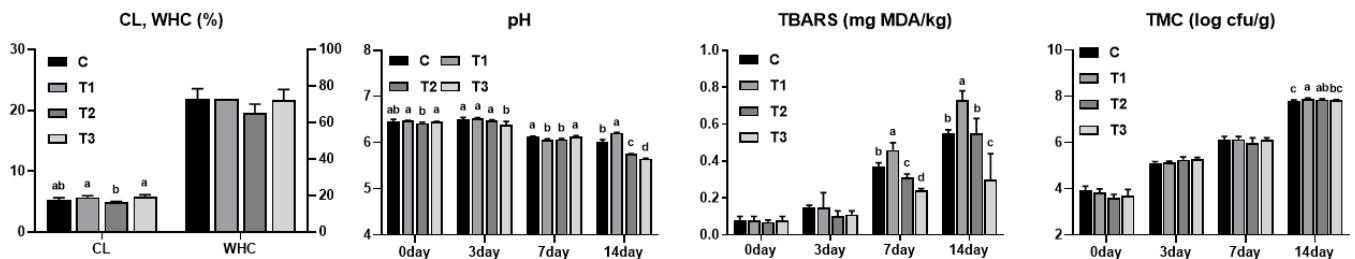 CL, WHC (%)
30
20
10
0
100
80
60
40
20
0
C
T1
T2
T3
ab
a
b
a
CL
WHC
pH
8
6
5
4
C
T1
T2
T3
ab
a
b
a
a
a
a
b
a
b
b
a
b
a
c
d
0day
3day
7day
14day
TBARS (mg MDA/kg)
1.0
0.8
0.6
0.4
0.2
0.0
C
T1
T2
T3
b
a
c
d
b
a
b
c
0day
3day
7day
14day
TMC (log cfu/g)
10
8
6
4
2
C
T1
T2
T3
c
a
ab
bc
0day
3day
7day
14day